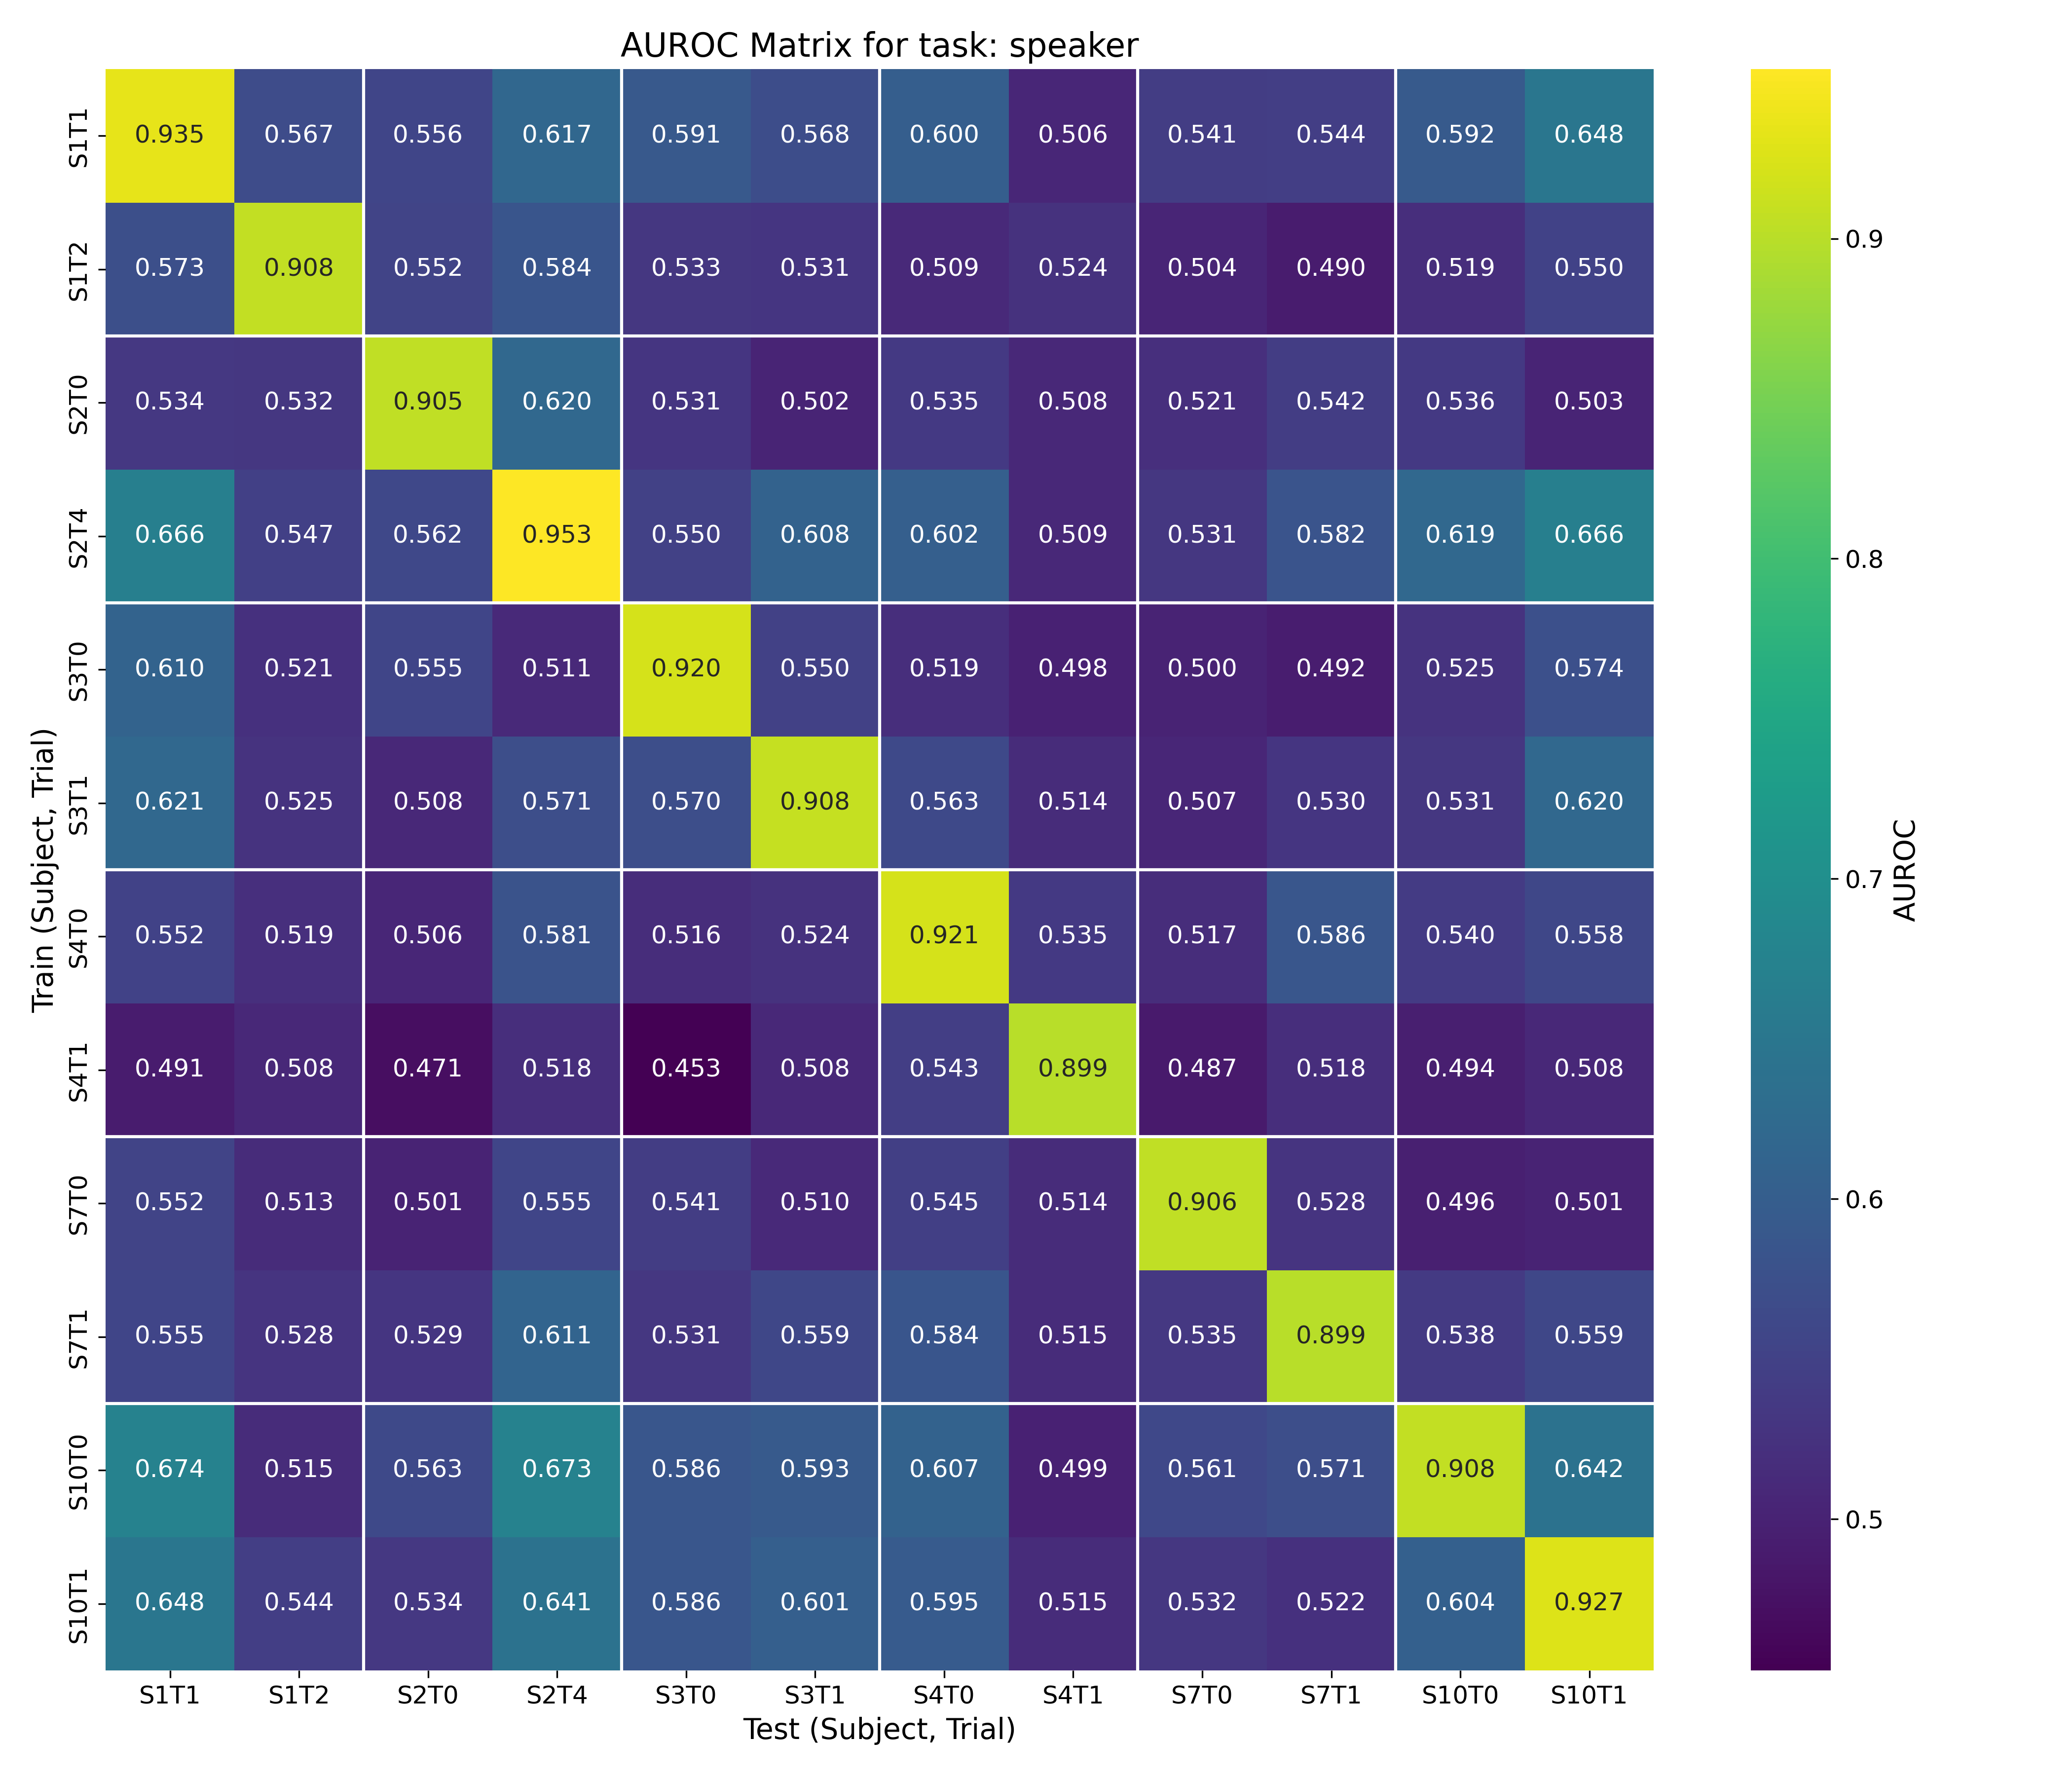 AUROC Matrix for task: speaker
Train (Subject, Trial)
S1T1 0.935 0.567 0.556 0.617 0.591 0.568 0.600 0.506 0.541 0.544 0.592 0.648
S1T2 0.573 0.908 0.552 0.584 0.533 0.531 0.509 0.524 0.504 0.490 0.519 0.550
S2T0 0.534 0.532 0.905 0.620 0.531 0.502 0.535 0.508 0.521 0.542 0.536 0.503
S2T4 0.666 0.547 0.562 0.953 0.550 0.608 0.602 0.509 0.531 0.582 0.619 0.666
S3T0 0.610 0.521 0.555 0.511 0.920 0.550 0.519 0.498 0.500 0.492 0.525 0.574
S3T1 0.621 0.525 0.508 0.571 0.570 0.908 0.563 0.514 0.507 0.530 0.531 0.620
S4T0 0.552 0.519 0.506 0.581 0.516 0.524 0.921 0.535 0.517 0.586 0.540 0.558
S4T1 0.491 0.508 0.471 0.518 0.453 0.508 0.543 0.899 0.487 0.518 0.494 0.508
S7T0 0.552 0.513 0.501 0.555 0.541 0.510 0.545 0.514 0.906 0.528 0.496 0.501
S7T1 0.555 0.528 0.529 0.611 0.531 0.559 0.584 0.515 0.535 0.899 0.538 0.559
S10T0 0.674 0.515 0.563 0.673 0.586 0.593 0.607 0.499 0.561 0.571 0.908 0.642
S10T1 0.648 0.544 0.534 0.641 0.586 0.601 0.595 0.515 0.532 0.522 0.604 0.927
S1T1 S1T2 S2T0 S2T4 S3T0 S3T1 S4T0 S4T1 S7T0 S7T1 S10T0 S10T1
Test (Subject, Trial)
0.9
0.8
0.7
0.6
0.5
AUROC